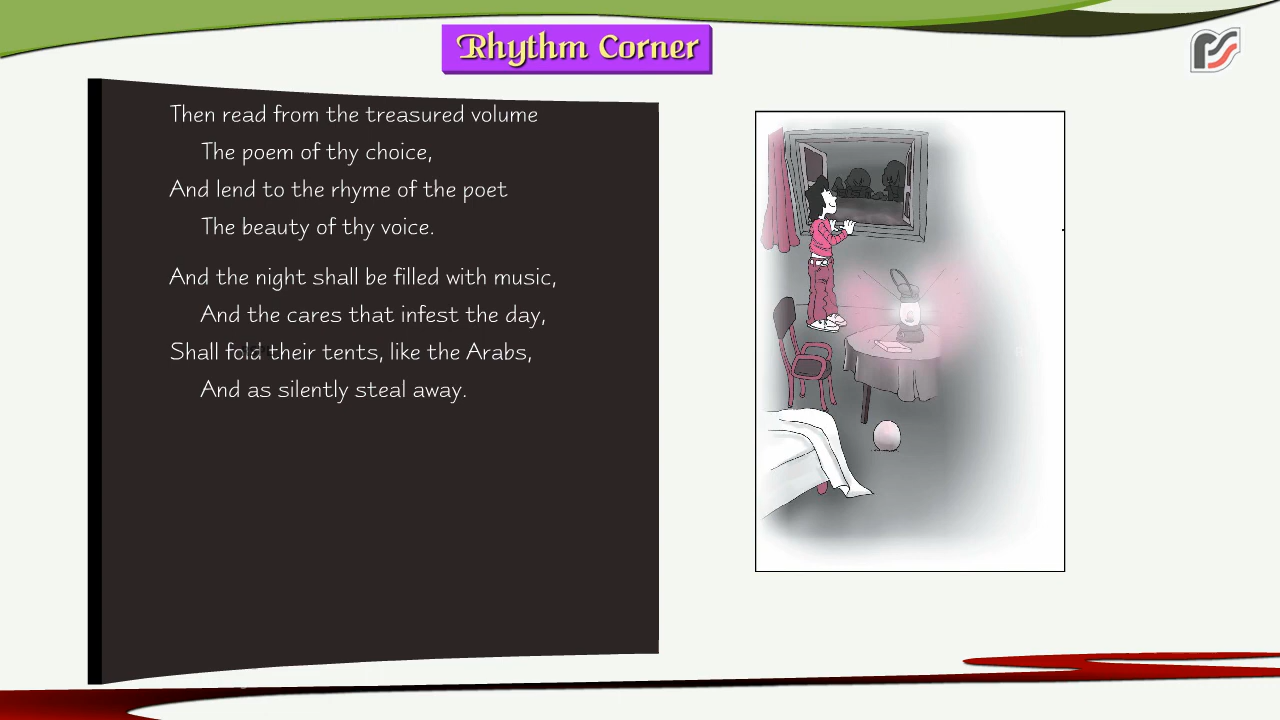 Rhythm Corner
Then read from the treasured volume
The poem of thy choice,
And lend to the rhyme of the poet
The beauty of thy voice.
And the night shall be filled with music,
And the cares that infest the day,
Shall fold their tents, like the Arabs,
And as silently steal away.